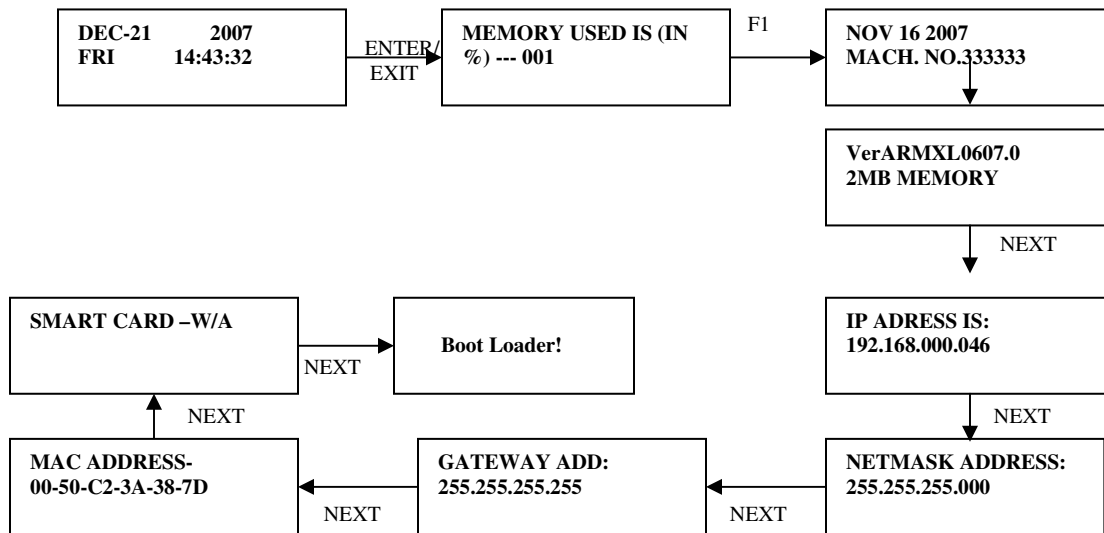 DEC-21 2007
FRI 14:43:32
ENTER/
EXIT
MEMORY USED IS (IN
%) --- 001
F1
NOV 16 2007
MACH. NO.333333
VerARMXL0607.0
2MB MEMORY
NEXT
IP ADRESS IS:
192.168.000.046
NEXT
NETMASK ADDRESS:
255.255.255.000
NEXT
GATEWAY ADD:
255.255.255.255
NEXT
MAC ADDRESS-
00-50-C2-3A-38-7D
NEXT
SMART CARD –W/A
NEXT
Boot Loader!